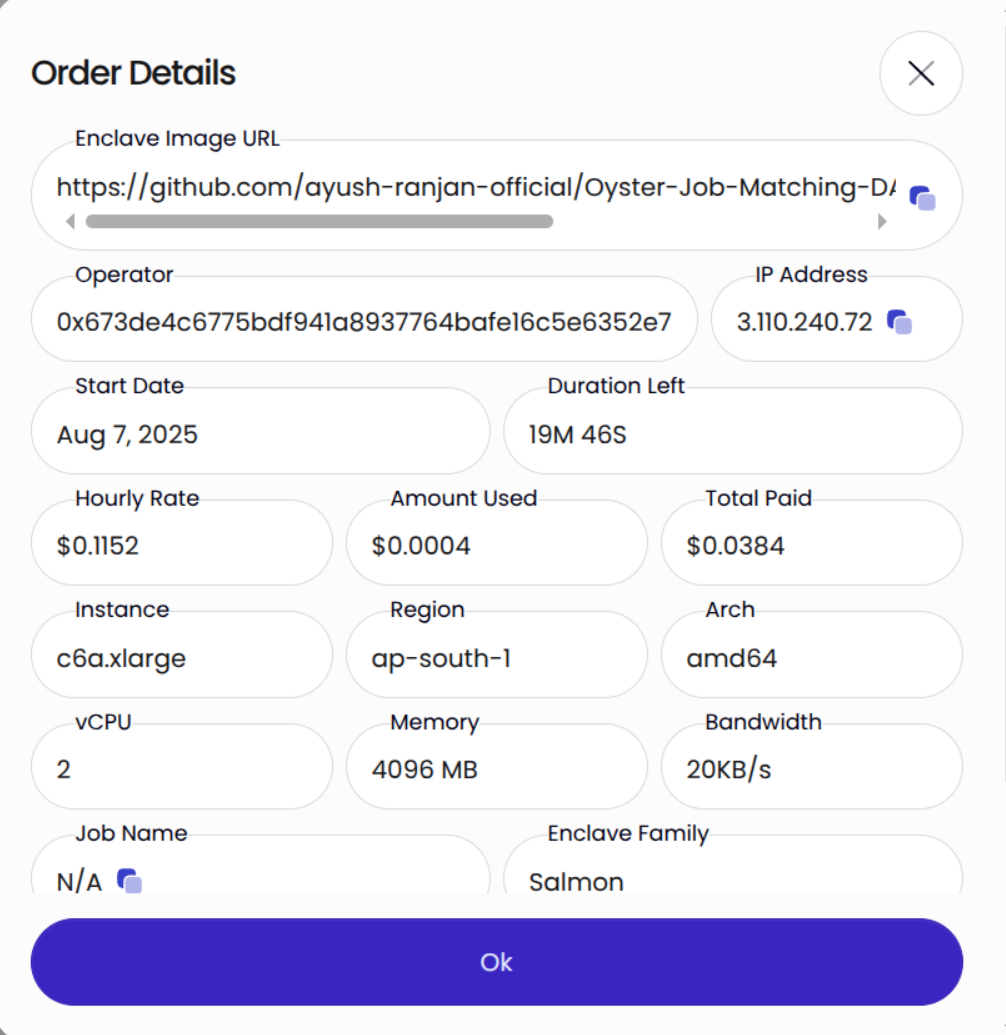 Order Details
Enclave Image URL
https://github.com/ayush-ranjan-official/Oyster-Job-Matching-DA
Operator
IP Address
0x673de4c6775bdf941a8937764bafe16c5e6352e7
3.110.240.72
Start Date
Duration Left
Aug 7, 2025
19M 46S
Hourly Rate
Amount Used
Total Paid
$0.1152
$0.0004
$0.0384
Instance
Region
Arch
c6a.xlarge
ap-south-1
amd64
vCPU
Memory
Bandwidth
2
4096 MB
20KB/s
Job Name
Enclave Family
N/A
Salmon
Ok